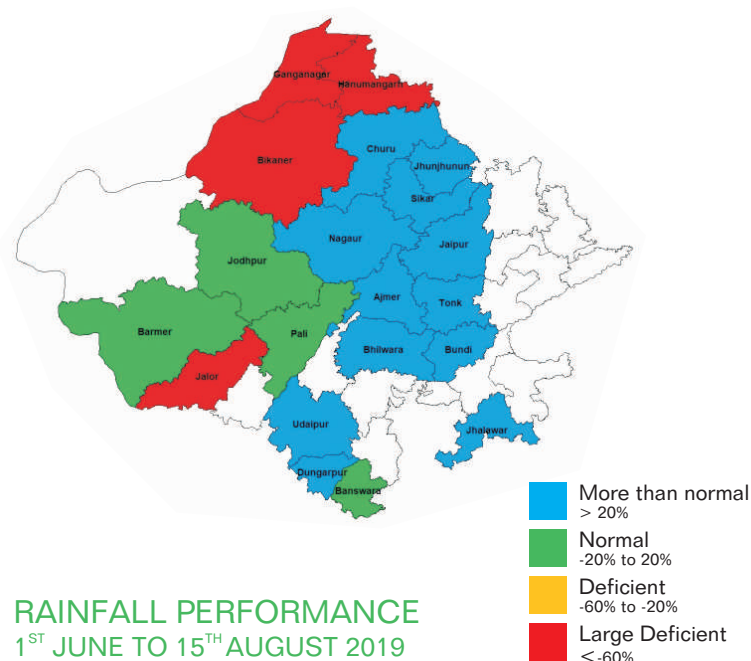 Ganganagar
Hanumangarh
Bikaner
Churu
Jhunjhunun
Sikar
Nagaur
Jaipur
Jodhpur
Ajmer
Tonk
Barmer
Pali
Bhilwara
Bundi
Jalor
Udaipur
Jhalawar
Dungarpur
Banswara
More than normal
> 20%
Normal
-20% to 20%
Deficient
-60% to -20%
Large Deficient
<-60%
RAINFALL PERFORMANCE
1ST JUNE TO 15TH AUGUST 2019